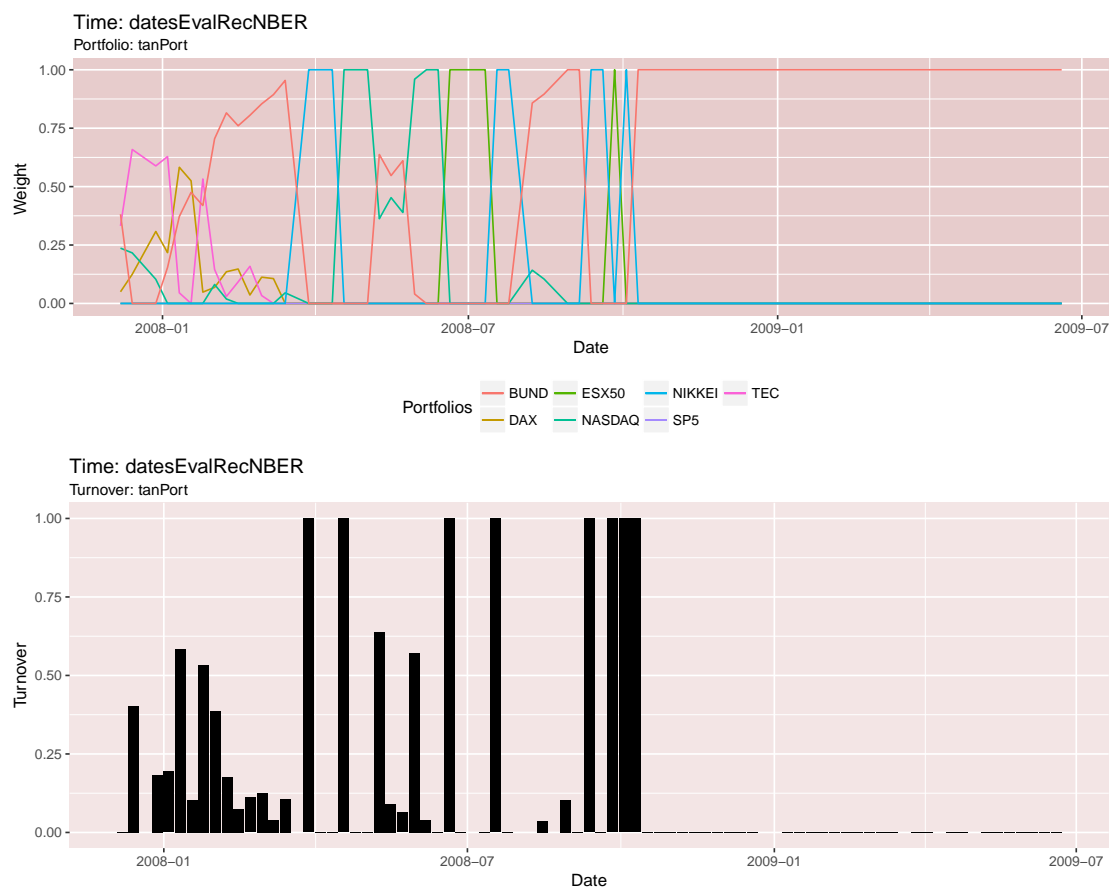 Time: datesEvalRecNBER
Portfolio: tanPort
1.00
0.75
0.50
0.25
0.00
Weight
2008−01
2008−07
2009−01
2009−07
Date
Portfolios
BUND
ESX50
NIKKEI
TEC
DAX
NASDAQ
SP5
Time: datesEvalRecNBER
Turnover: tanPort
1.00
0.75
0.50
0.25
0.00
Turnover
2008−01
2008−07
2009−01
2009−07
Date